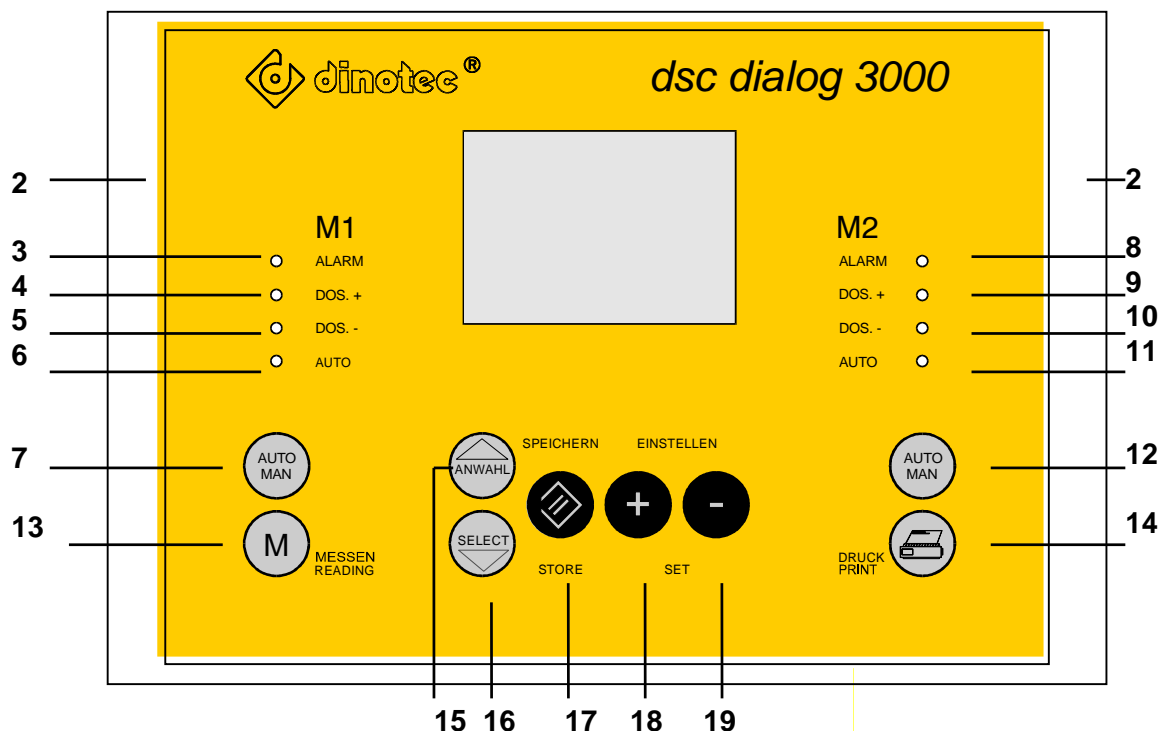 dinotec ® dsc dialog 3000
2 2
M1 M2
3 ALARM ALARM 8
4 DOS. + DOS. + 9
5 DOS. - DOS. - 10
6 AUTO AUTO 11
SPEICHERN EINSTELLEN
7 AUTO MAN ANWAHL AUTO MAN 12
+ -
13 M MESSEN READING SELECT DRUCK PRINT 14
STORE SET
15 16 17 18 19